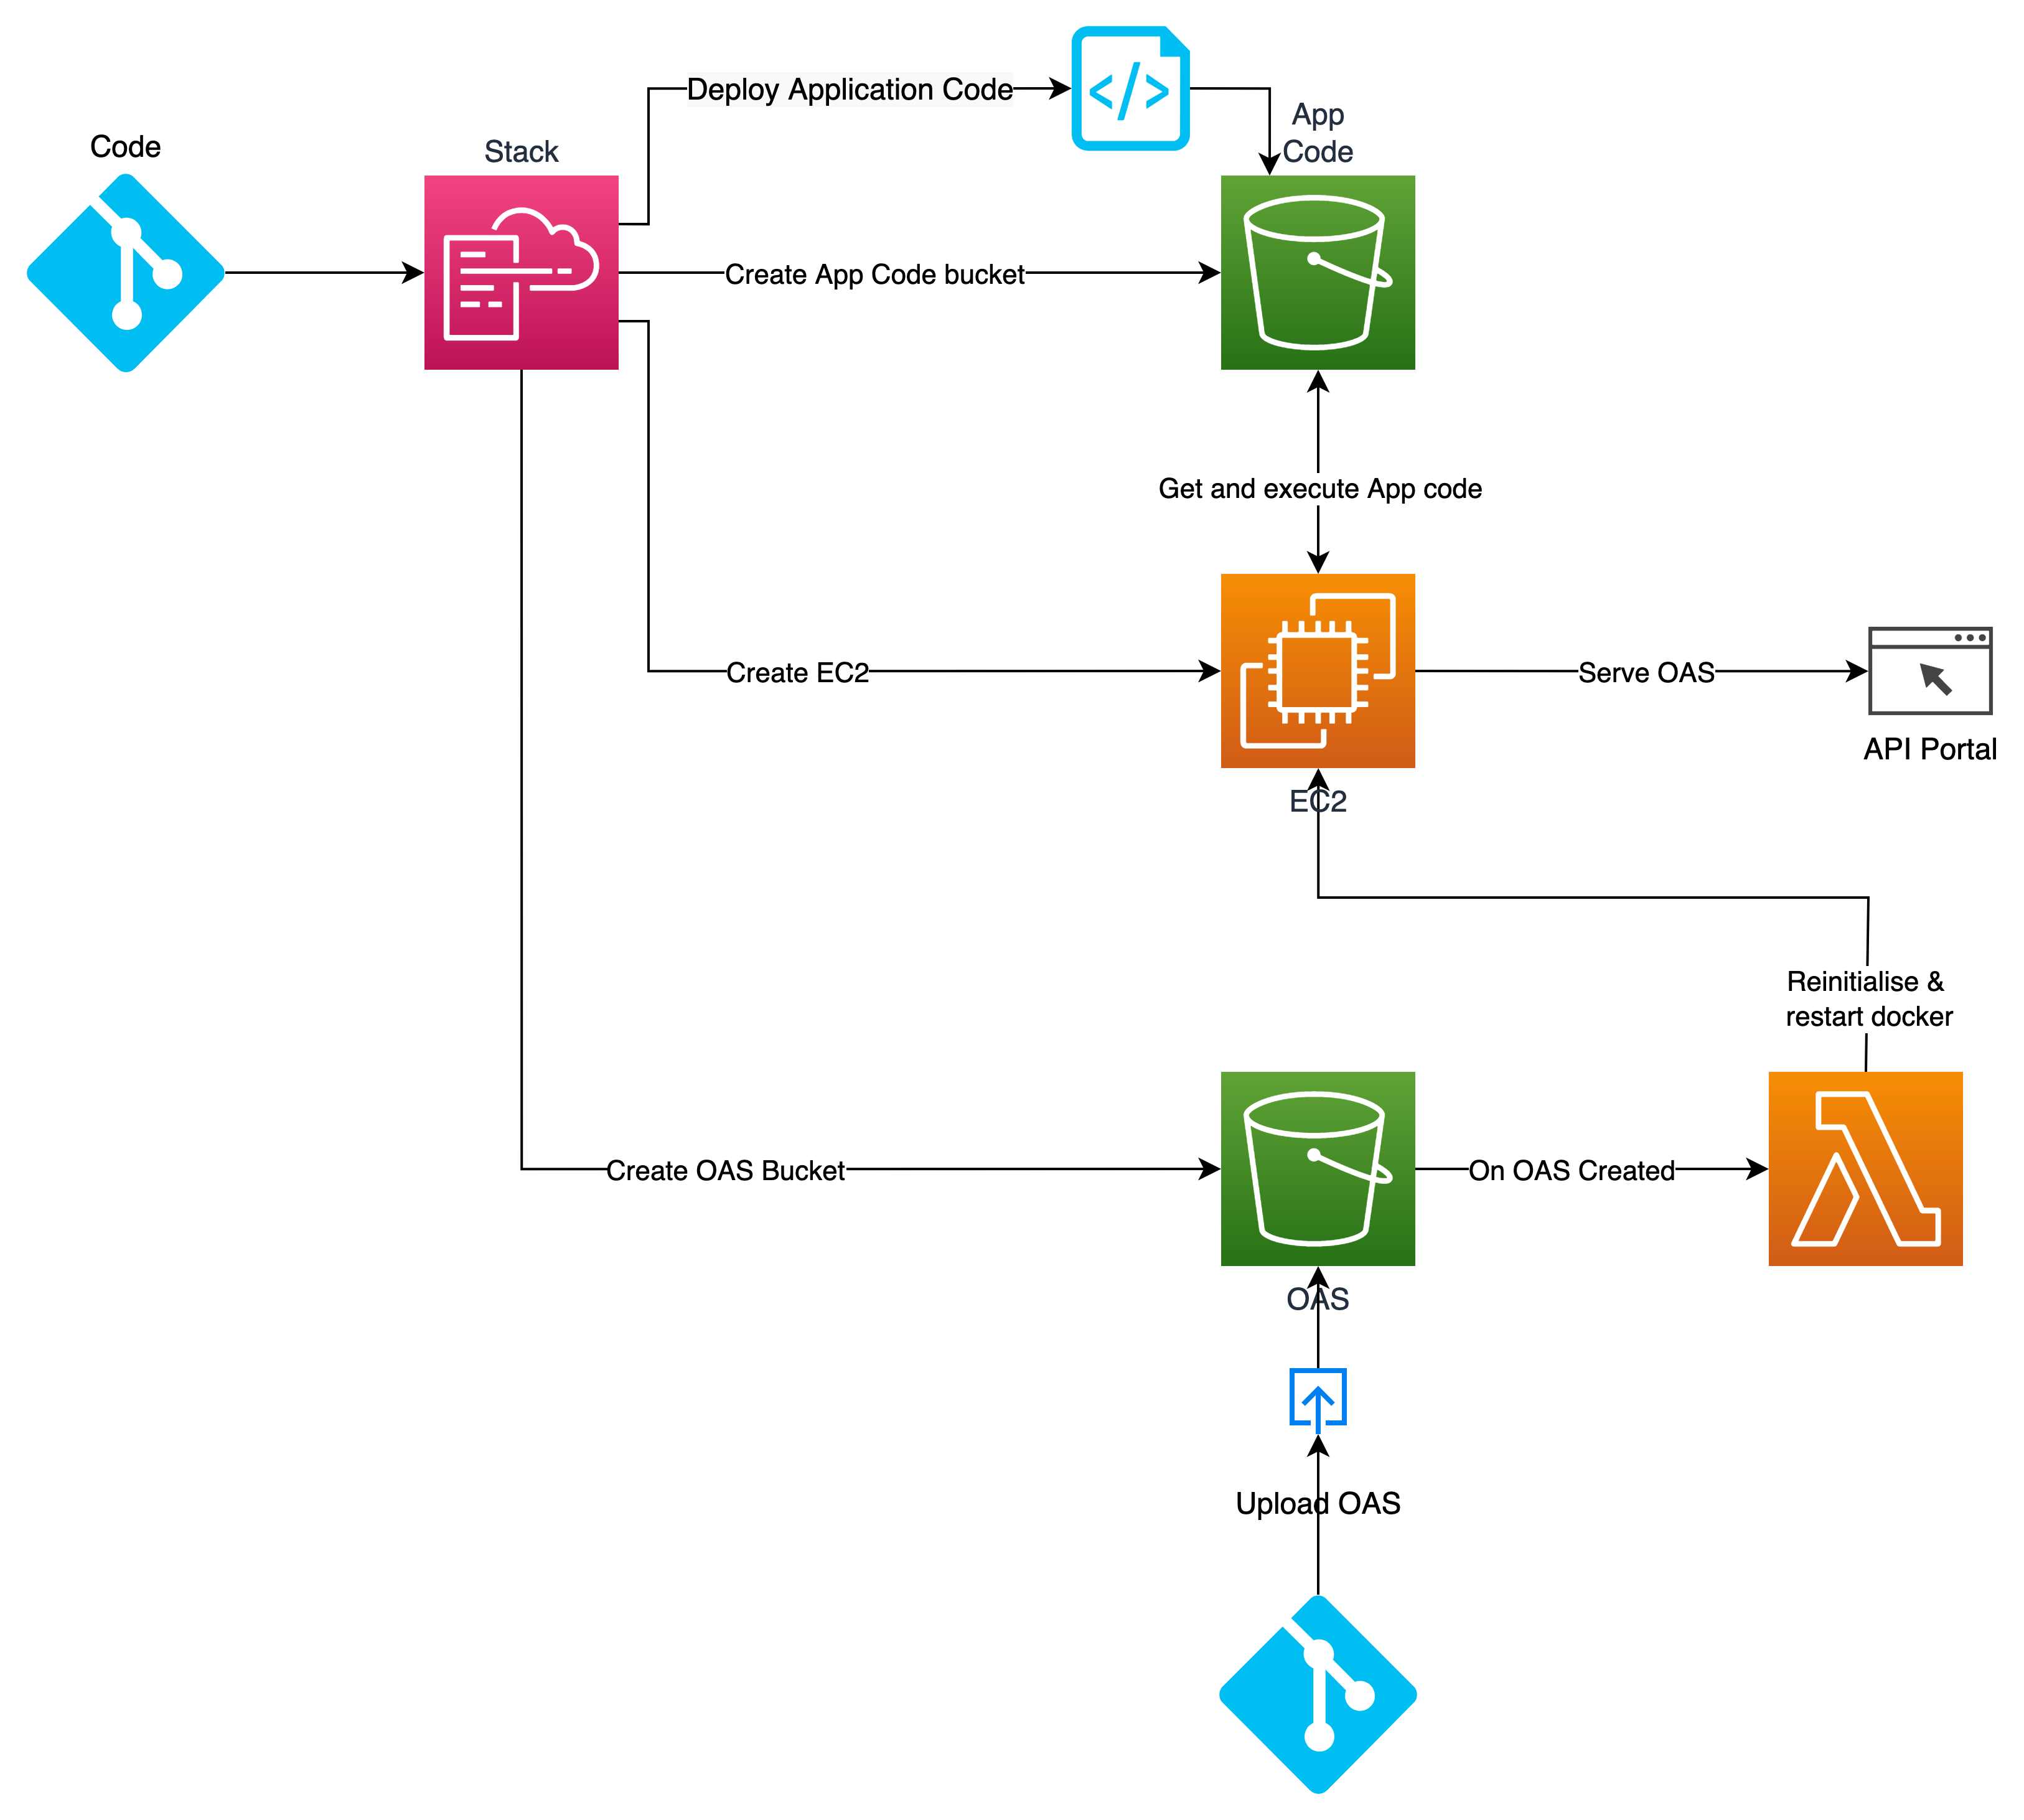 Deploy Application Code
</>
App
Code
Code
Stack
Create App Code bucket
Get and execute App code
Create EC2
Serve OAS
API Portal
EC2
Reinitialise &
restart docker
Create OAS Bucket
On OAS Created
OAS
Upload OAS